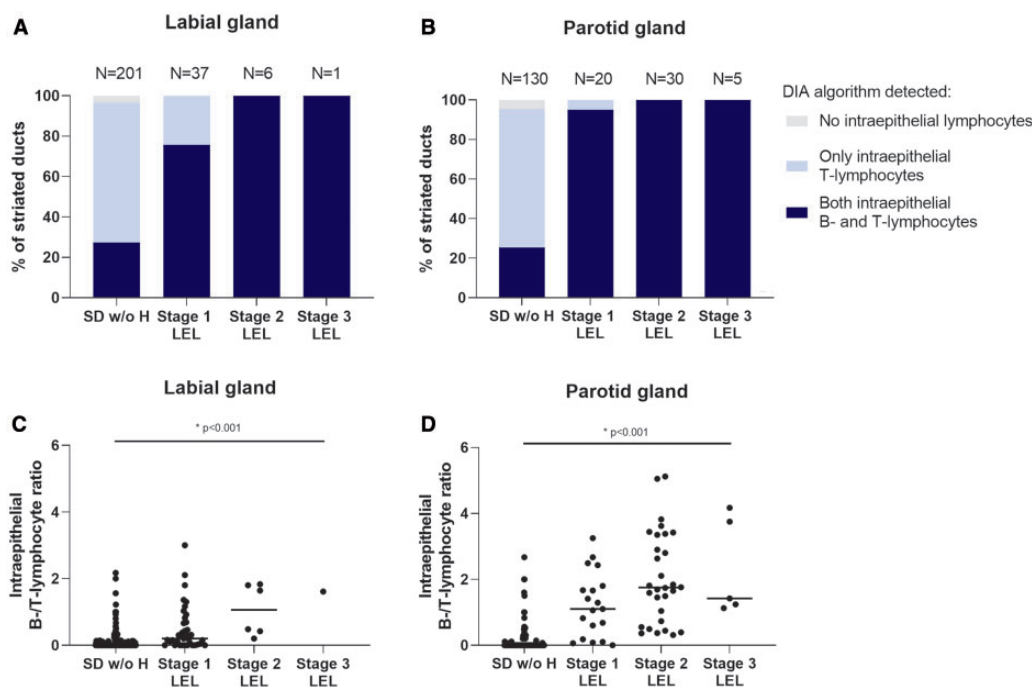 A
Labial gland
N=201 N=37 N=6 N=1
% of striated ducts
100
80
60
40
20
0
SD w/o H Stage 1 Stage 2 Stage 3
LEL LEL LEL
B
Parotid gland
N=130 N=20 N=30 N=5
% of striated ducts
100
80
60
40
20
0
SD w/o H Stage 1 Stage 2 Stage 3
LEL LEL LEL
DIA algorithm detected:
No intraepithelial lymphocytes
Only intraepithelial
T-lymphocytes
Both intraepithelial
B- and T-lymphocytes
C
Labial gland
* p<0.001
Intraepithelial
B-/T-lymphocyte ratio
6
4
2
0
SD w/o H Stage 1 Stage 2 Stage 3
LEL LEL LEL
D
Parotid gland
* p<0.001
Intraepithelial
B-/T-lymphocyte ratio
6
4
2
0
SD w/o H Stage 1 Stage 2 Stage 3
LEL LEL LEL